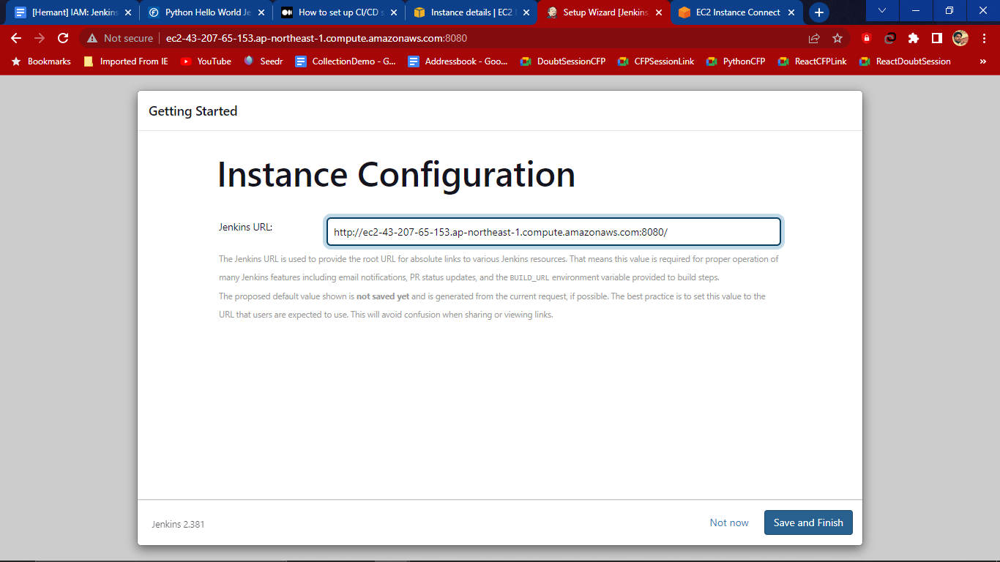 [Hemant] IAM: Jenkins
Python Hello World Je
How to set up CI/CD s
Instance details | EC2
Setup Wizard [Jenkins
EC2 Instance Connect
Not secure
ec2-43-207-65-153.ap-northeast-1.compute.amazonaws.com:8080
Bookmarks
Imported From IE
YouTube
Seedr
CollectionDemo - G...
Addressbook - Goo...
DoubtSessionCFP
CFPSessionLink
PythonCFP
ReactCFPLink
ReactDoubtSession
»
Getting Started
Instance Configuration
Jenkins URL:
http://ec2-43-207-65-153.ap-northeast-1.compute.amazonaws.com:8080/
The Jenkins URL is used to provide the root URL for absolute links to various Jenkins resources. That means this value is required for proper operation of
many Jenkins features including email notifications, PR status updates, and the BUILD_URL environment variable provided to build steps.
The proposed default value shown is not saved yet and is generated from the current request, if possible. The best practice is to set this value to the
URL that users are expected to use. This will avoid confusion when sharing or viewing links.
Jenkins 2.381
Not now
Save and Finish